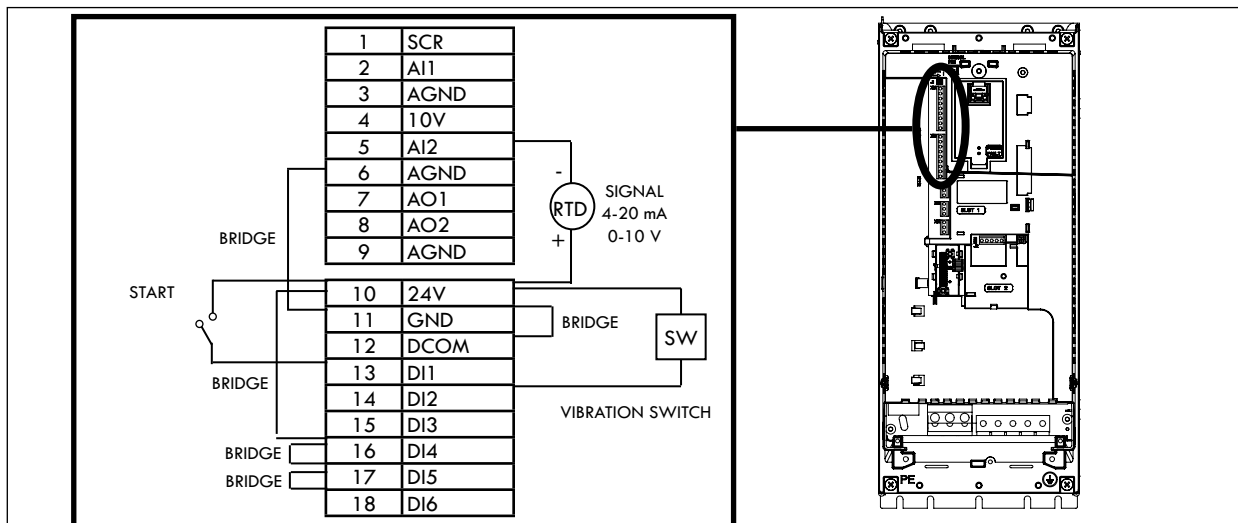 1 SCR
2 AI1
3 AGND
4 10V
5 AI2
6 AGND
7 AO1
8 AO2
9 AGND
10 24V
11 GND
12 DCOM
13 DI1
14 DI2
15 DI3
16 DI4
17 DI5
18 DI6
BRIDGE
START
BRIDGE
BRIDGE
BRIDGE
-
RTD
+
SIGNAL
4-20 mA
0-10 V
BRIDGE
SW
VIBRATION SWITCH
SLOT 1
SLOT 2
PE